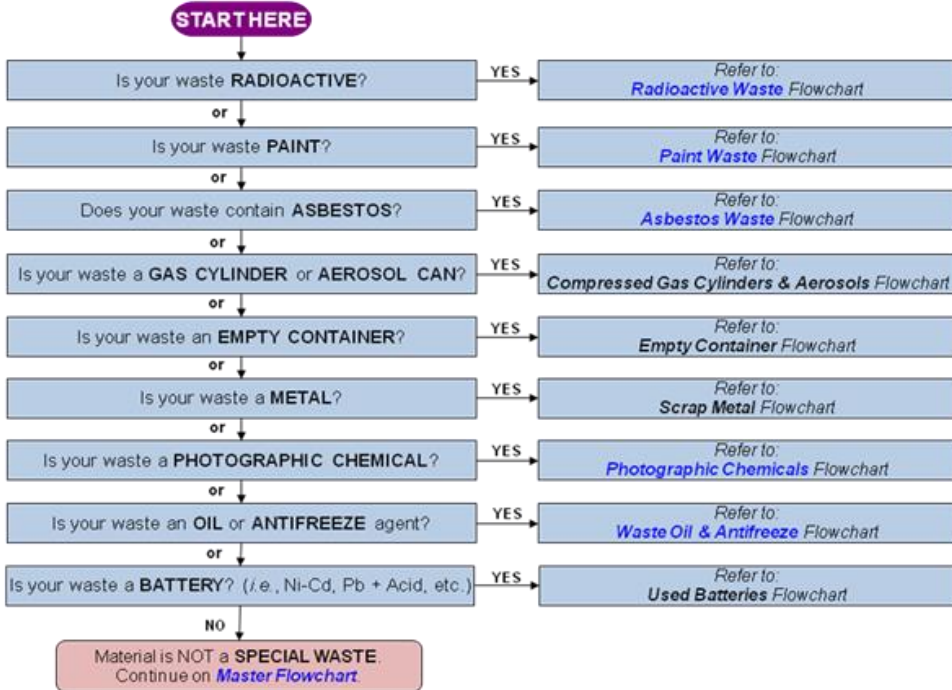 START HERE
Is your waste RADIOACTIVE?
YES
Refer to:
Radioactive Waste Flowchart
or
Is your waste PAINT?
YES
Refer to:
Paint Waste Flowchart
or
Does your waste contain ASBESTOS?
YES
Refer to:
Asbestos Waste Flowchart
or
Is your waste a GAS CYLINDER or AEROSOL CAN?
YES
Refer to:
Compressed Gas Cylinders & Aerosols Flowchart
or
Is your waste an EMPTY CONTAINER?
YES
Refer to:
Empty Container Flowchart
or
Is your waste a METAL?
YES
Refer to:
Scrap Metal Flowchart
or
Is your waste a PHOTOGRAPHIC CHEMICAL?
YES
Refer to:
Photographic Chemicals Flowchart
or
Is your waste an OIL or ANTIFREEZE agent?
YES
Refer to:
Waste Oil & Antifreeze Flowchart
or
Is your waste a BATTERY? (i.e., Ni-Cd, Pb + Acid, etc.)
YES
Refer to:
Used Batteries Flowchart
NO
Material is NOT a SPECIAL WASTE.
Continue on Master Flowchart.